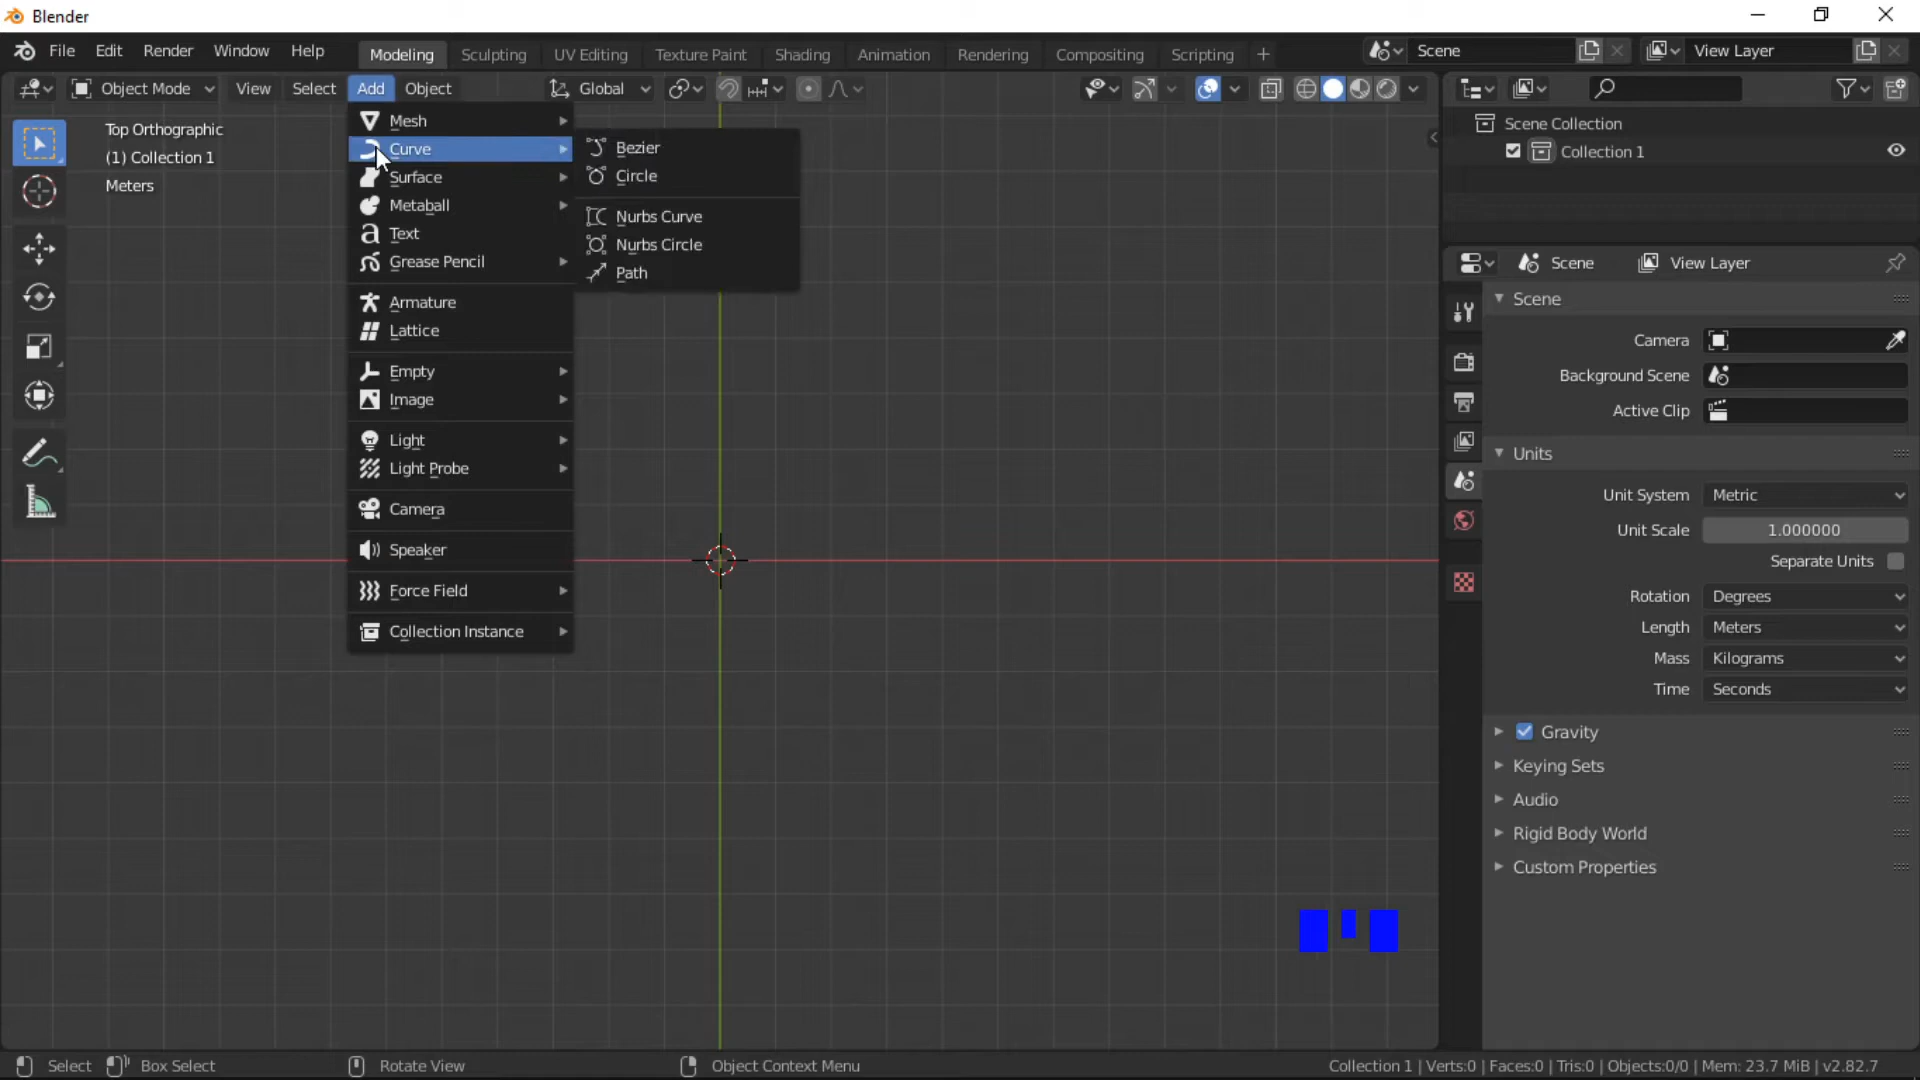 Blender
File Edit Render Window Help Modeling Sculpting UV Editing Texture Paint Shading Animation Rendering Compositing Scripting + Scene View Layer
Object Mode View Select Add Object Global
Top Orthographic
(1) Collection 1
Meters
Mesh
Curve
Surface
Metaball
Text
Grease Pencil
Armature
Lattice
Empty
Image
Light
Light Probe
Camera
Speaker
Force Field
Collection Instance
Bezier
Circle
Nurbs Curve
Nurbs Circle
Path
Scene Collection
Collection 1
Scene View Layer
Scene
Camera
Background Scene
Active Clip
Units
Unit System Metric
Unit Scale 1.000000
Separate Units
Rotation Degrees
Length Meters
Mass Kilograms
Time Seconds
Gravity
Keying Sets
Audio
Rigid Body World
Custom Properties
Select Box Select Rotate View Object Context Menu Collection 1 | Verts:0 | Faces:0 | Tris:0 | Objects:0/0 | Mem: 23.7 MiB | v2.82.7